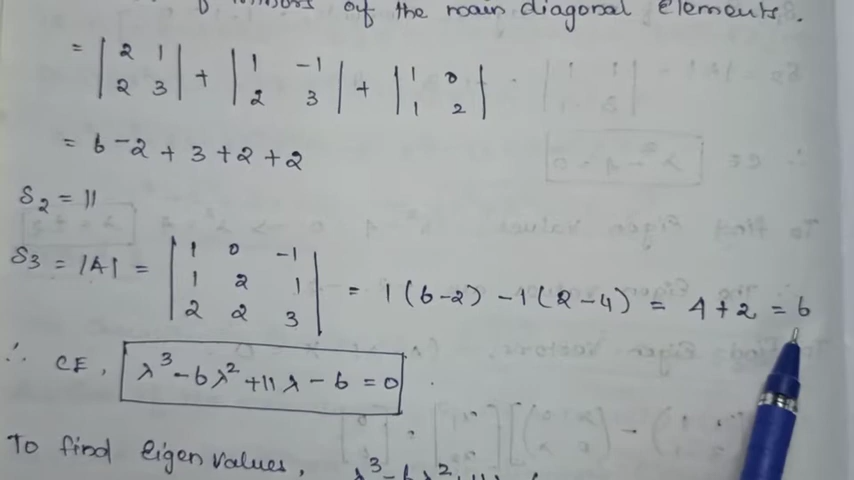 of the main diagonal elements.
= | 2 1 | + | 1 -1 | + | 1 0 |
| 2 3 | | 2 3 | | 1 2 |
= 6-2 + 3+2+2
S2 = 11
S3 = |A| = | 1 0 -1 |
| 1 2 1 | = 1(6-2) -1(2-4) = 4+2 = 6
| 2 2 3 |
∴ CE, λ³-6λ²+11λ-6=0
To find Eigen values,